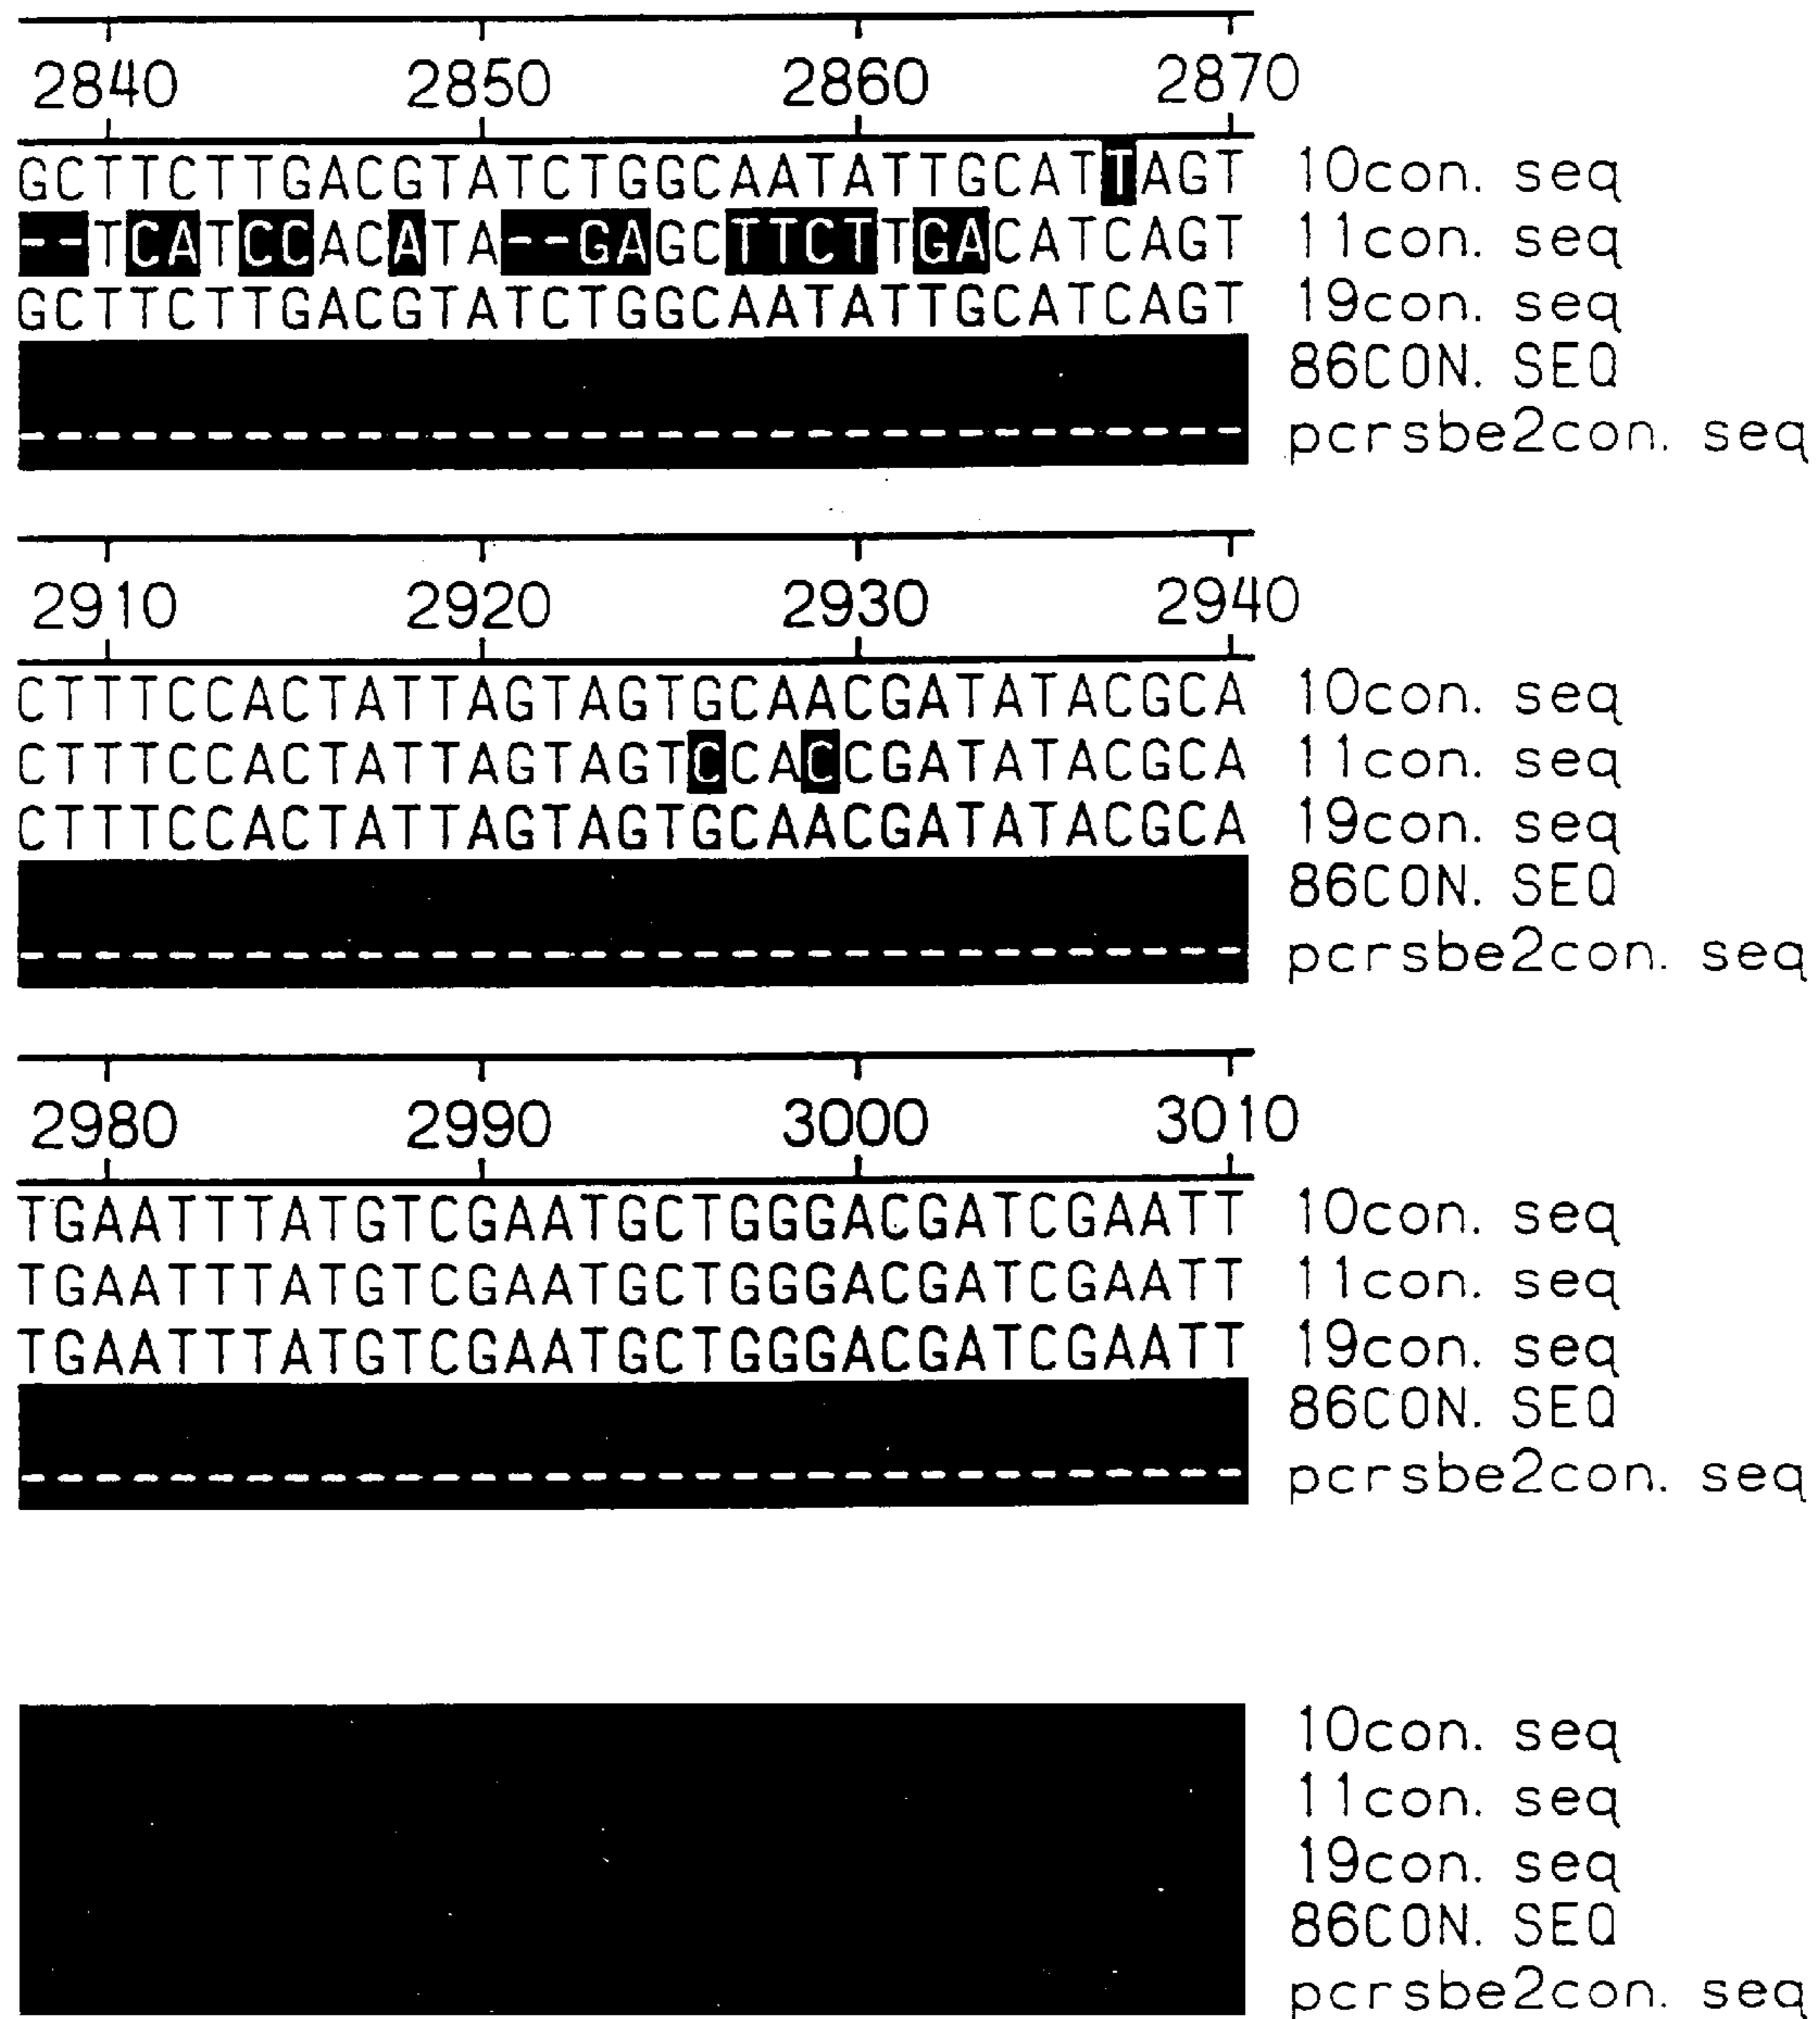 2840 2850 2860 2870
GCTTCTTGACGTATCTGGCAATATTGCATTAGT 10con. seq
--TCATCCACATA--GAGCTTCTTGACATCAGT 11con. seq
GCTTCTTGACGTATCTGGCAATATTGCATCAGT 19con. seq
86CON. SEQ
--------------------------------- pcrsbe2con. seq
2910 2920 2930 2940
CTTTCCACTATTAGTAGTGCAACGATATACGCA 10con. seq
CTTTCCACTATTAGTAGTCCACCGATATACGCA 11con. seq
CTTTCCACTATTAGTAGTGCAACGATATACGCA 19con. seq
86CON. SEQ
--------------------------------- pcrsbe2con. seq
2980 2990 3000 3010
TGAATTTATGTCGAATGCTGGGACGATCGAATT 10con. seq
TGAATTTATGTCGAATGCTGGGACGATCGAATT 11con. seq
TGAATTTATGTCGAATGCTGGGACGATCGAATT 19con. seq
86CON. SEQ
--------------------------------- pcrsbe2con. seq
10con. seq
11con. seq
19con. seq
86CON. SEQ
pcrsbe2con. seq